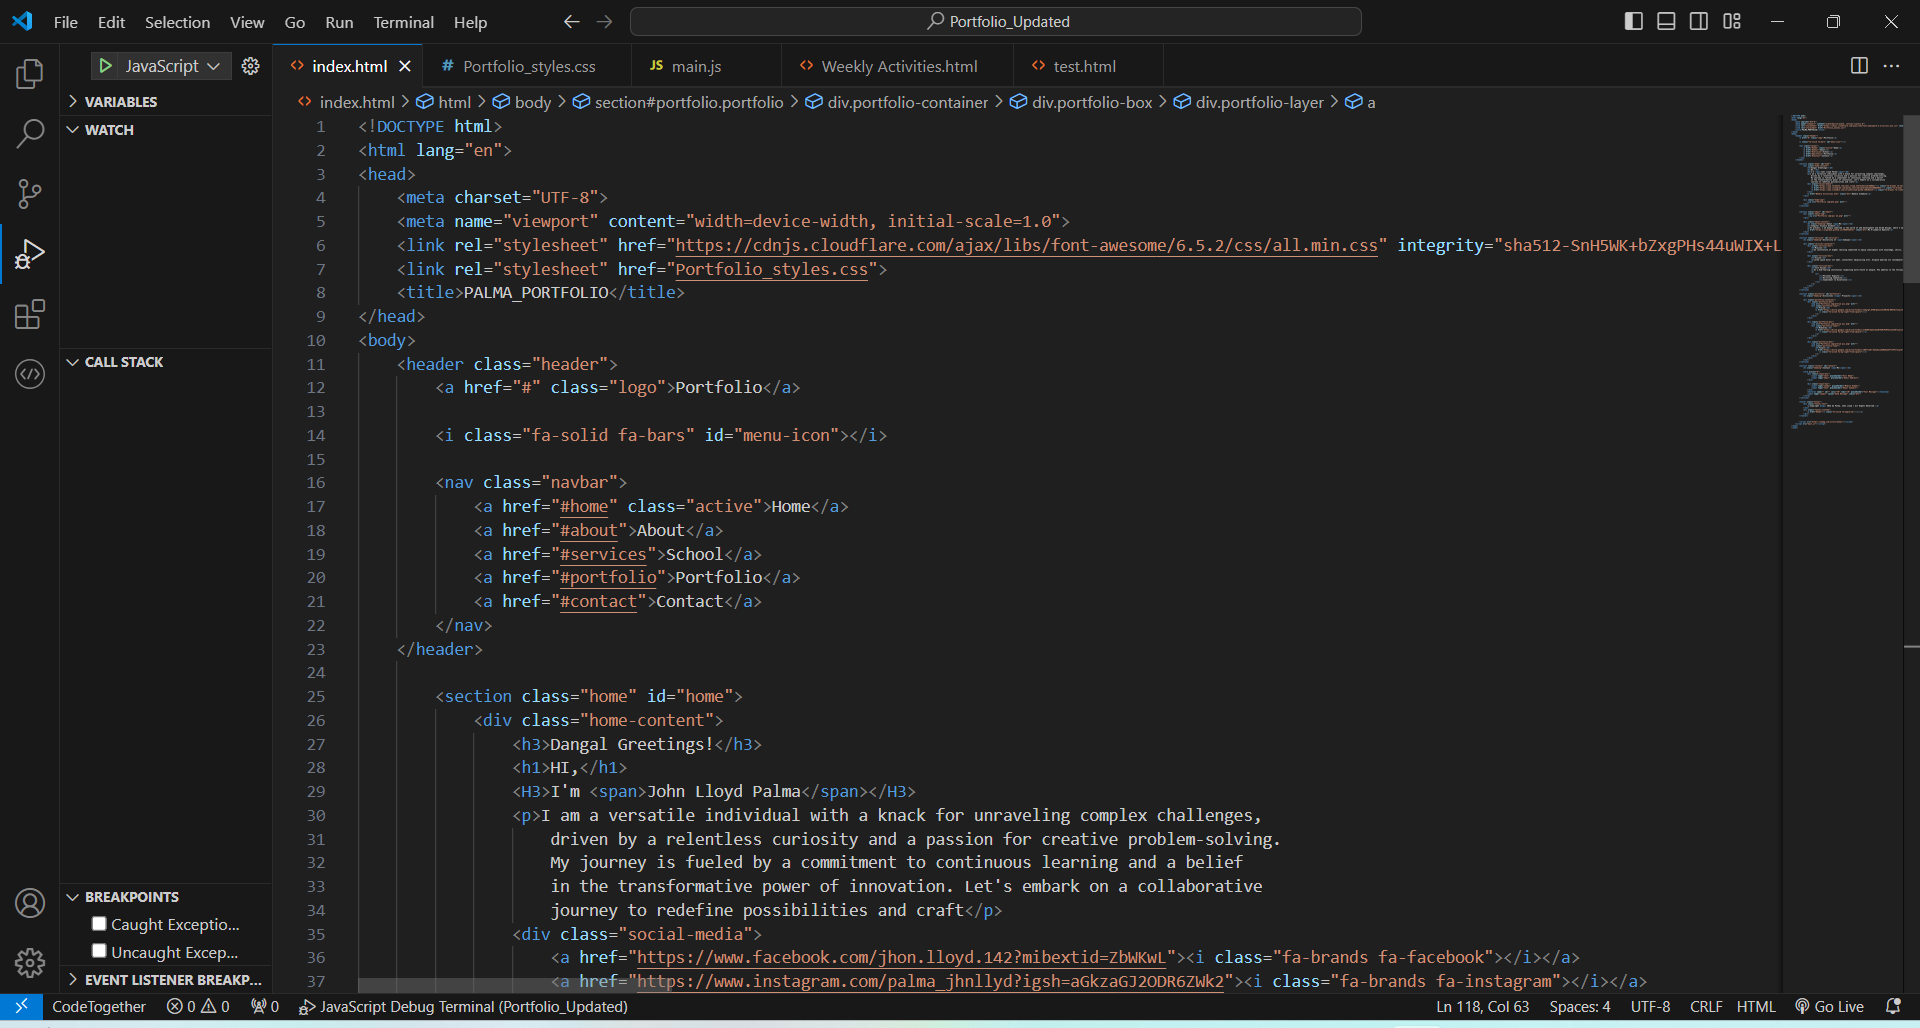 File Edit Selection View Go Run Terminal Help
Portfolio_Updated
JavaScript
index.html
# Portfolio_styles.css
JS main.js
Weekly Activities.html
test.html
index.html > html > body > section#portfolio.portfolio > div.portfolio-container > div.portfolio-box > div.portfolio-layer > a
VARIABLES
WATCH
CALL STACK
BREAKPOINTS
Caught Exceptio...
Uncaught Excep...
EVENT LISTENER BREAKP...
1 <!DOCTYPE html>
2 <html lang="en">
3 <head>
4 <meta charset="UTF-8">
5 <meta name="viewport" content="width=device-width, initial-scale=1.0">
6 <link rel="stylesheet" href="https://cdnjs.cloudflare.com/ajax/libs/font-awesome/6.5.2/css/all.min.css" integrity="sha512-SnH5WK+bZxgPHs44uWIX+L
7 <link rel="stylesheet" href="Portfolio_styles.css">
8 <title>PALMA_PORTFOLIO</title>
9 </head>
10 <body>
11 <header class="header">
12 <a href="#" class="logo">Portfolio</a>
13
14 <i class="fa-solid fa-bars" id="menu-icon"></i>
15
16 <nav class="navbar">
17 <a href="#home" class="active">Home</a>
18 <a href="#about">About</a>
19 <a href="#services">School</a>
20 <a href="#portfolio">Portfolio</a>
21 <a href="#contact">Contact</a>
22 </nav>
23 </header>
24
25 <section class="home" id="home">
26 <div class="home-content">
27 <h3>Dangal Greetings!</h3>
28 <h1>HI,</h1>
29 <H3>I'm <span>John Lloyd Palma</span></H3>
30 <p>I am a versatile individual with a knack for unraveling complex challenges,
31 driven by a relentless curiosity and a passion for creative problem-solving.
32 My journey is fueled by a commitment to continuous learning and a belief
33 in the transformative power of innovation. Let's embark on a collaborative
34 journey to redefine possibilities and craft</p>
35 <div class="social-media">
36 <a href="https://www.facebook.com/jhon.lloyd.142?mibextid=ZbWKwL"><i class="fa-brands fa-facebook"></i></a>
37 <a href="https://www.instagram.com/palma_jhnllyd?igsh=aGkzaGJ2ODR6ZWk2"><i class="fa-brands fa-instagram"></i></a>
CodeTogether 0 0 0 JavaScript Debug Terminal (Portfolio_Updated)
Ln 118, Col 63 Spaces: 4 UTF-8 CRLF HTML Go Live